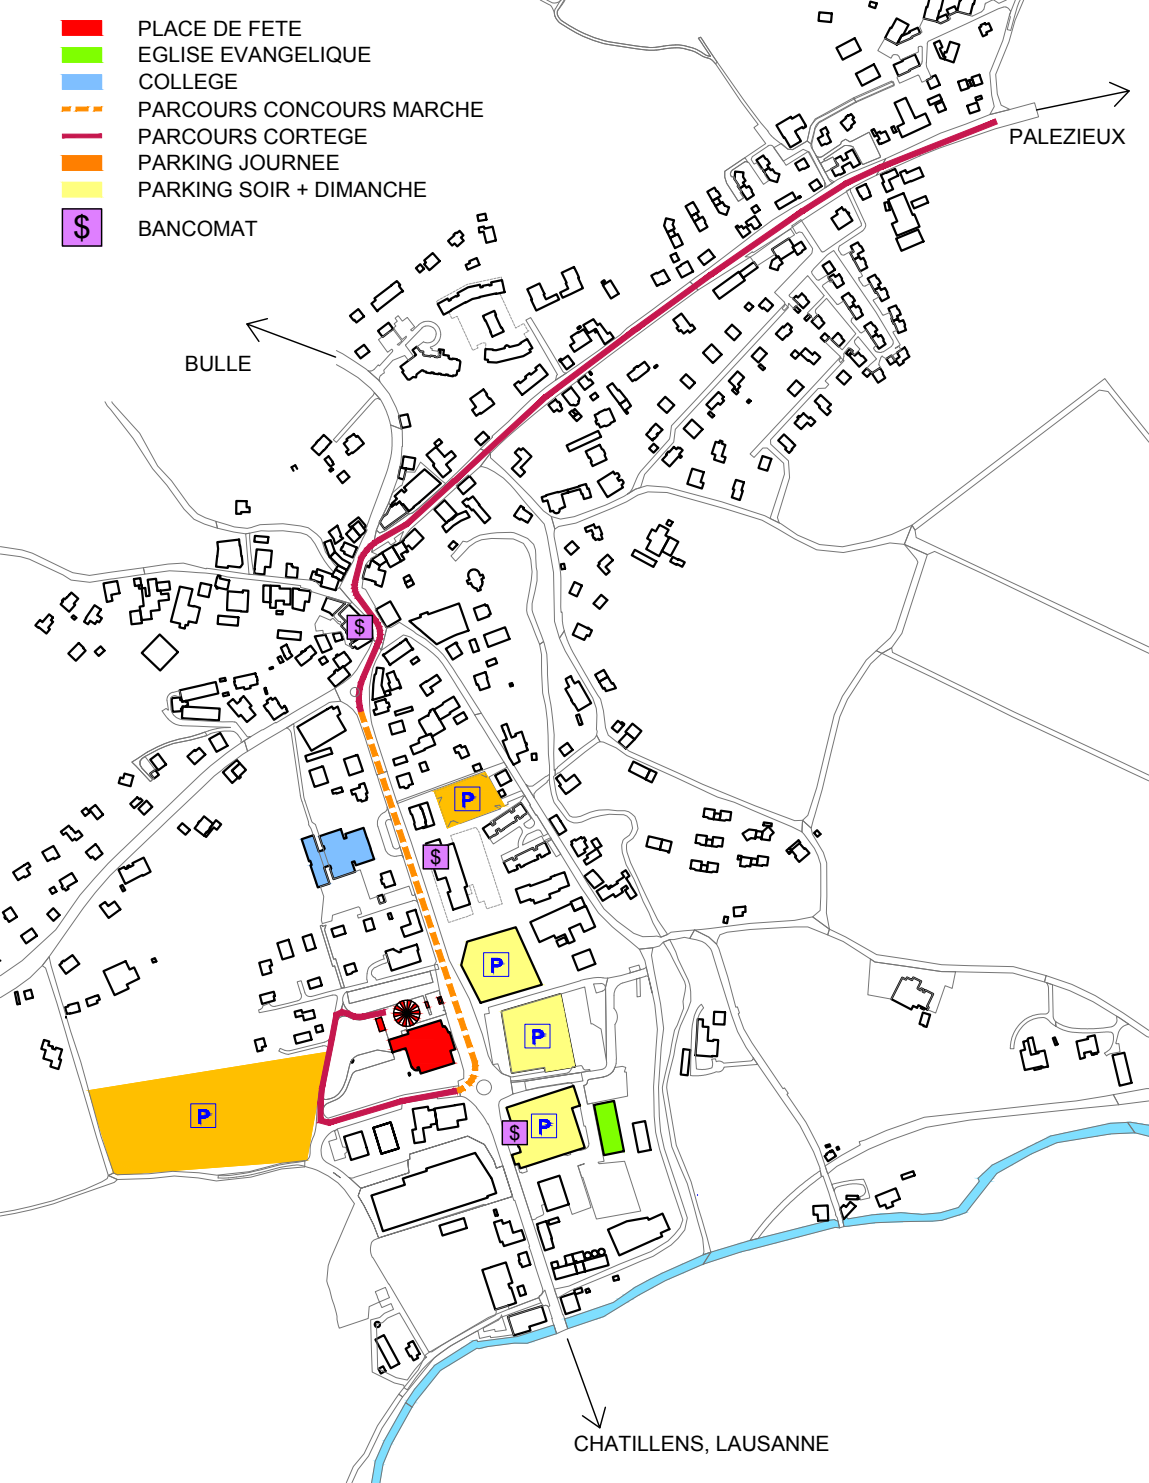 PLACE DE FETE
EGLISE EVANGELIQUE
COLLEGE
PARCOURS CONCOURS MARCHE
PARCOURS CORTEGE
PARKING JOURNEE
PARKING SOIR + DIMANCHE
$ BANCOMAT
PALEZIEUX
BULLE
$
P
$
P
P
P
P
$
CHATILLENS, LAUSANNE